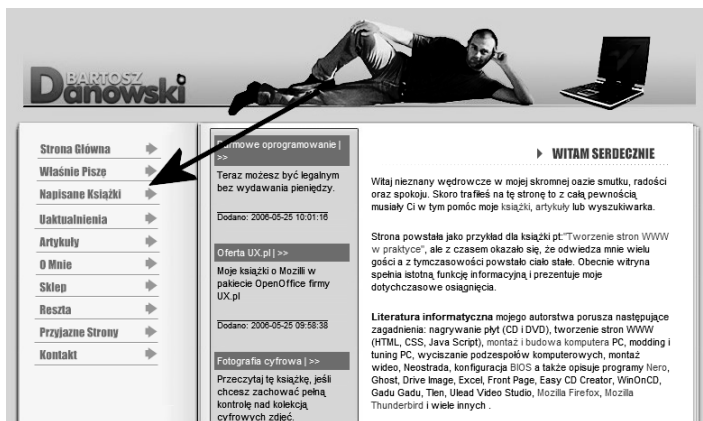 BARTOSZ
Danowski
Strona Główna
Właśnie Piszę
Napisane Książki
Uaktualnienia
Artykuły
O Mnie
Sklep
Reszta
Przyjazne Strony
Kontakt
Darmowe oprogramowanie |
>>
Teraz możesz być legalnym
bez wydawania pieniędzy.
Dodano: 2006-05-25 10:01:16
Oferta UX.pl | >>
Moje książki o Mozilli w
pakiecie OpenOffice firmy
UX.pl
Dodano: 2006-05-25 09:58:38
Fotografia cyfrowa | >>
Przeczytaj tę książkę, jeśli
chcesz zachować pełną
kontrolę nad kolekcją
cyfrowych zdjęć.
WITAM SERDECZNIE
Witaj nieznany wędrowcze w mojej skromnej oazie smutku, radości
oraz spokoju. Skoro trafiłeś na tę stronę to z całą pewnością
musiały Ci w tym pomóc moje książki, artykuły lub wyszukiwarka.
Strona powstała jako przykład dla książki pt:"Tworzenie stron WWW
w praktyce", ale z czasem okazało się, że odwiedza mnie wielu
gości a z tymczasowości powstało ciało stałe. Obecnie witryna
spełnia istotną funkcję informacyjną i prezentuje moje
dotychczasowe osiągnięcia.
Literatura informatyczna mojego autorstwa porusza następujące
zagadnienia: nagrywanie płyt (CD i DVD), tworzenie stron WWW
(HTML, CSS, Java Script), montaż i budowa komputera PC, modding i
tuning PC, wyciszanie podzespołów komputerowych, montaż
wideo, Neostrada, konfiguracja BIOS a także opisuje programy Nero,
Ghost, Drive Image, Excel, Front Page, Easy CD Creator, WinOnCD,
Gadu Gadu, Tlen, Ulead Video Studio, Mozilla Firefox, Mozilla
Thunderbird i wiele innych .